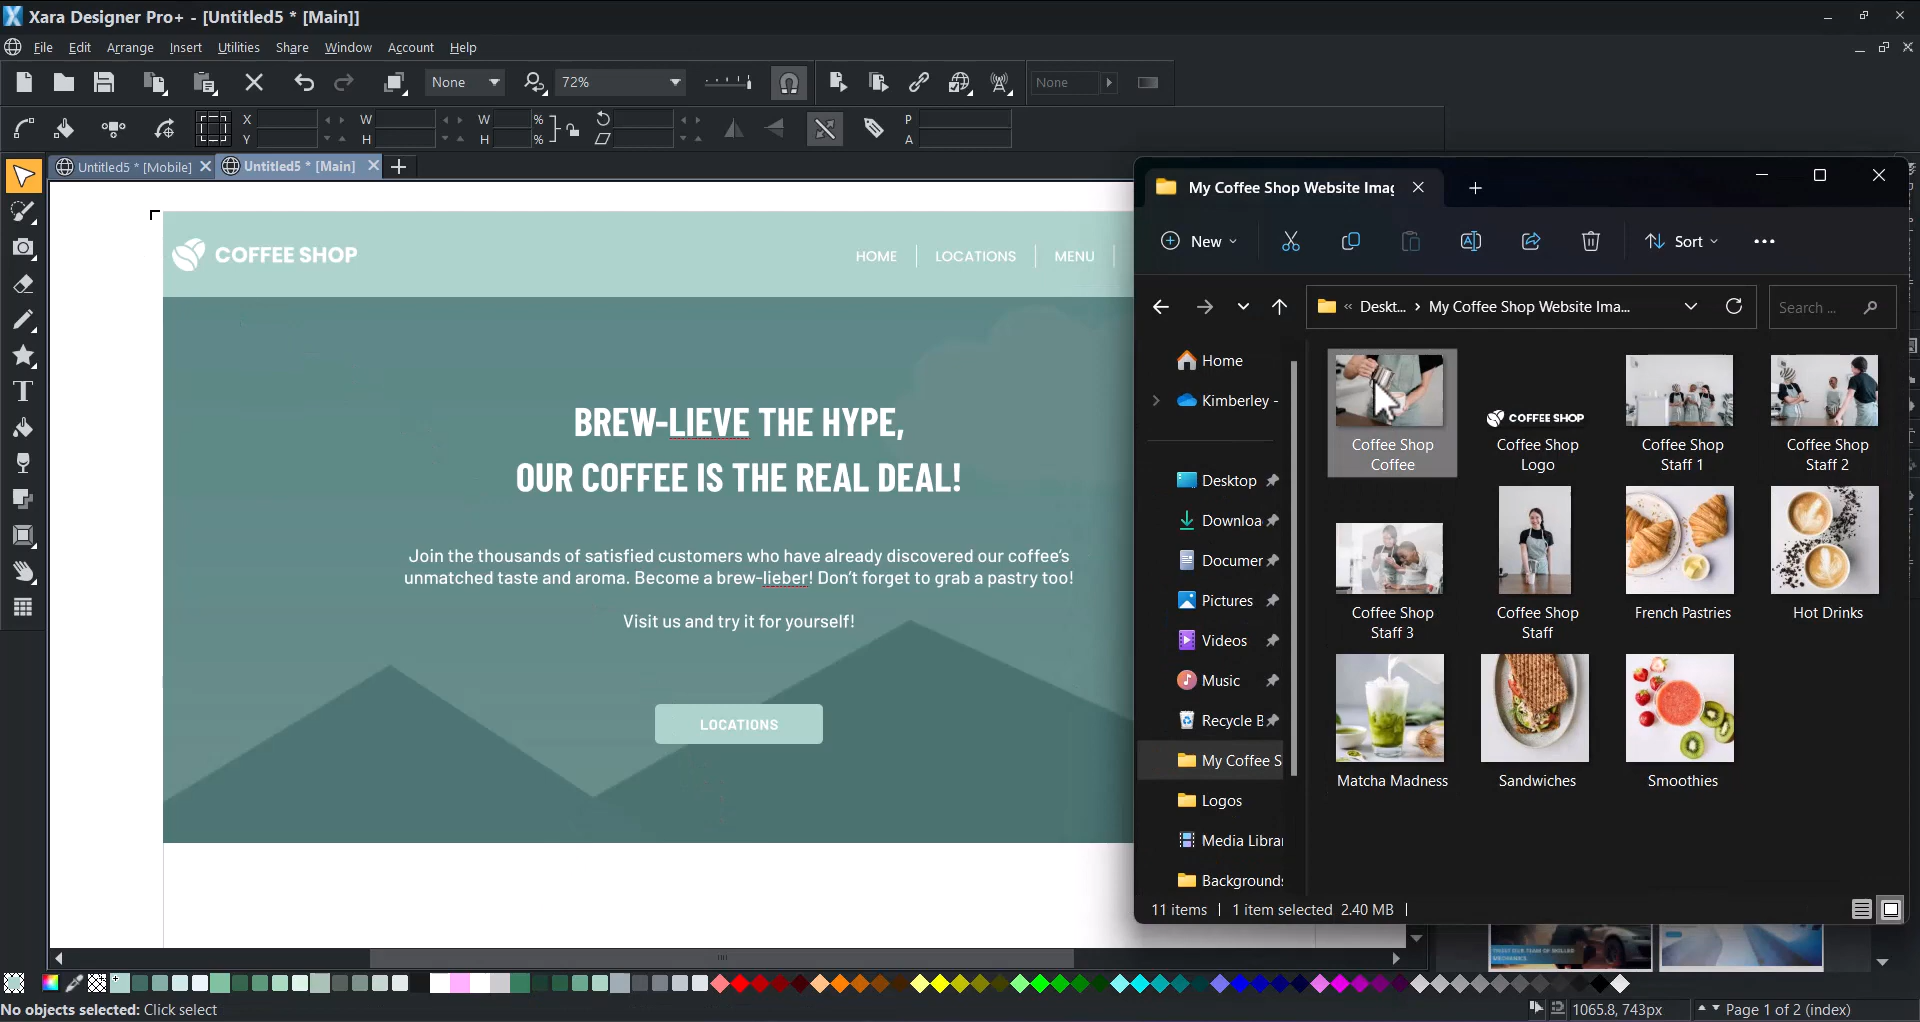 Xara Designer Pro+ - [Untitled5 * [Main]]
File Edit Arrange Insert Utilities Share Window Account Help
None 72% None
X W W % P
Y H H % A
Untitled5 * [Mobile] Untitled5 * [Main]
COFFEE SHOP
HOME LOCATIONS MENU
BREW-LIEVE THE HYPE,
OUR COFFEE IS THE REAL DEAL!
Join the thousands of satisfied customers who have already discovered our coffee's
unmatched taste and aroma. Become a brew-lieber! Don't forget to grab a pastry too!
Visit us and try it for yourself!
LOCATIONS
My Coffee Shop Website Imag
New Sort
« Deskt... > My Coffee Shop Website Ima...
Search ...
Home
Kimberley -
Desktop
Downloa
Documer
Pictures
Videos
Music
Recycle B
My Coffee S
Logos
Media Librar
Backgrounds
Coffee Shop
Coffee
COFFEE SHOP
Coffee Shop
Logo
Coffee Shop
Staff 1
Coffee Shop
Staff 2
Coffee Shop
Staff 3
Coffee Shop
Staff
French Pastries
Hot Drinks
Matcha Madness
Sandwiches
Smoothies
11 items 1 item selected 2.40 MB
No objects selected: Click select
1065.8, 743px
Page 1 of 2 (index)